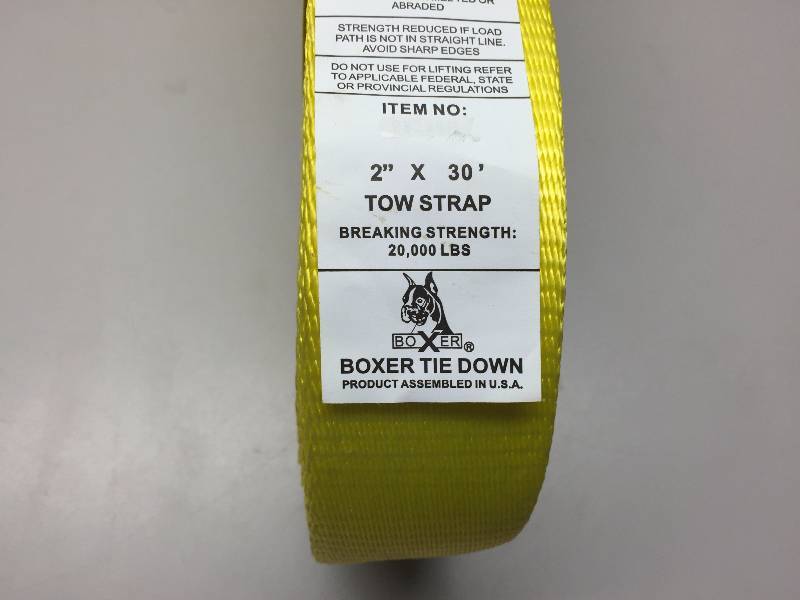 ABRADED
STRENGTH REDUCED IF LOAD
PATH IS NOT IN STRAIGHT LINE.
AVOID SHARP EDGES
DO NOT USE FOR LIFTING REFER
TO APPLICABLE FEDERAL, STATE
OR PROVINCIAL REGULATIONS
ITEM NO:
2" X 30'
TOW STRAP
BREAKING STRENGTH:
20,000 LBS
BOXER®
BOXER TIE DOWN
PRODUCT ASSEMBLED IN U.S.A.